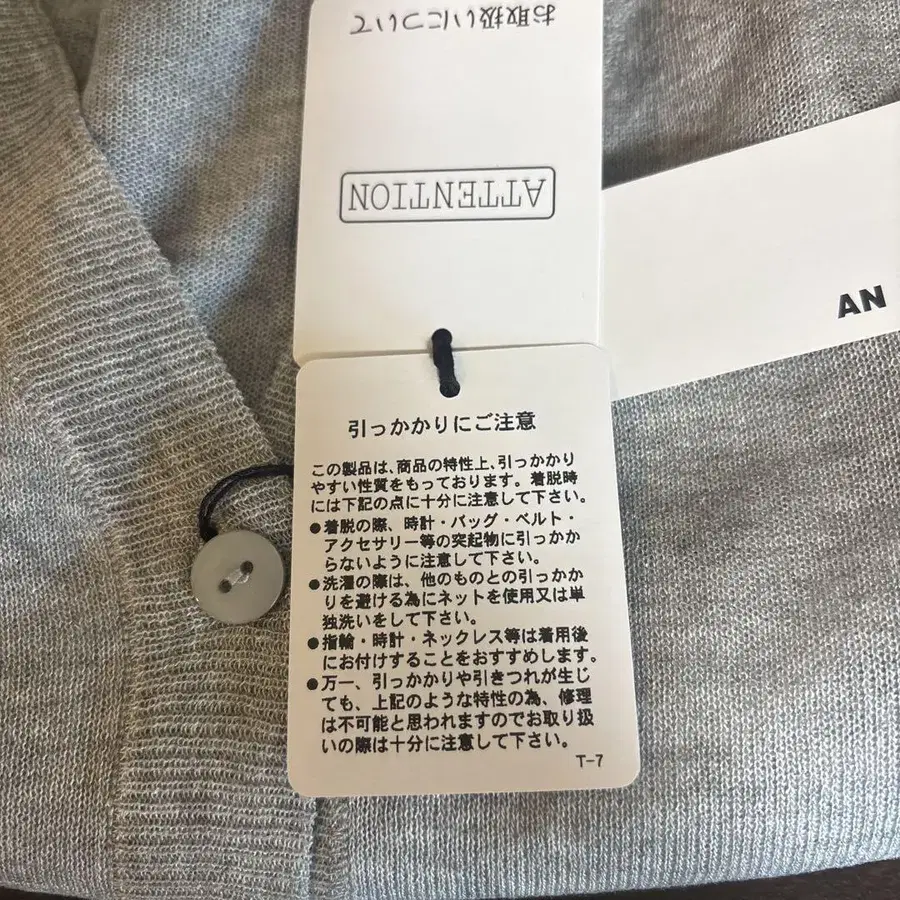 お取扱いについて
ATTENTION
AN
引っかかりにご注意
この製品は、商品の特性上、引っかかり
やすい性質をもっております。着脱時
には下記の点に十分に注意して下さい。
●着脱の際、時計・バッグ・ベルト・
アクセサリー等の突起物に引っかか
らないように注意して下さい。
●洗濯の際は、他のものとの引っかか
りを避ける為にネットを使用又は単
独洗いをして下さい。
●指輪・時計・ネックレス等は着用後
にお付けすることをおすすめします。
●万一、引っかかりや引きつれが生じ
ても、上記のような特性の為、修理
は不可能と思われますのでお取り扱
いの際は十分に注意して下さい。
T-7